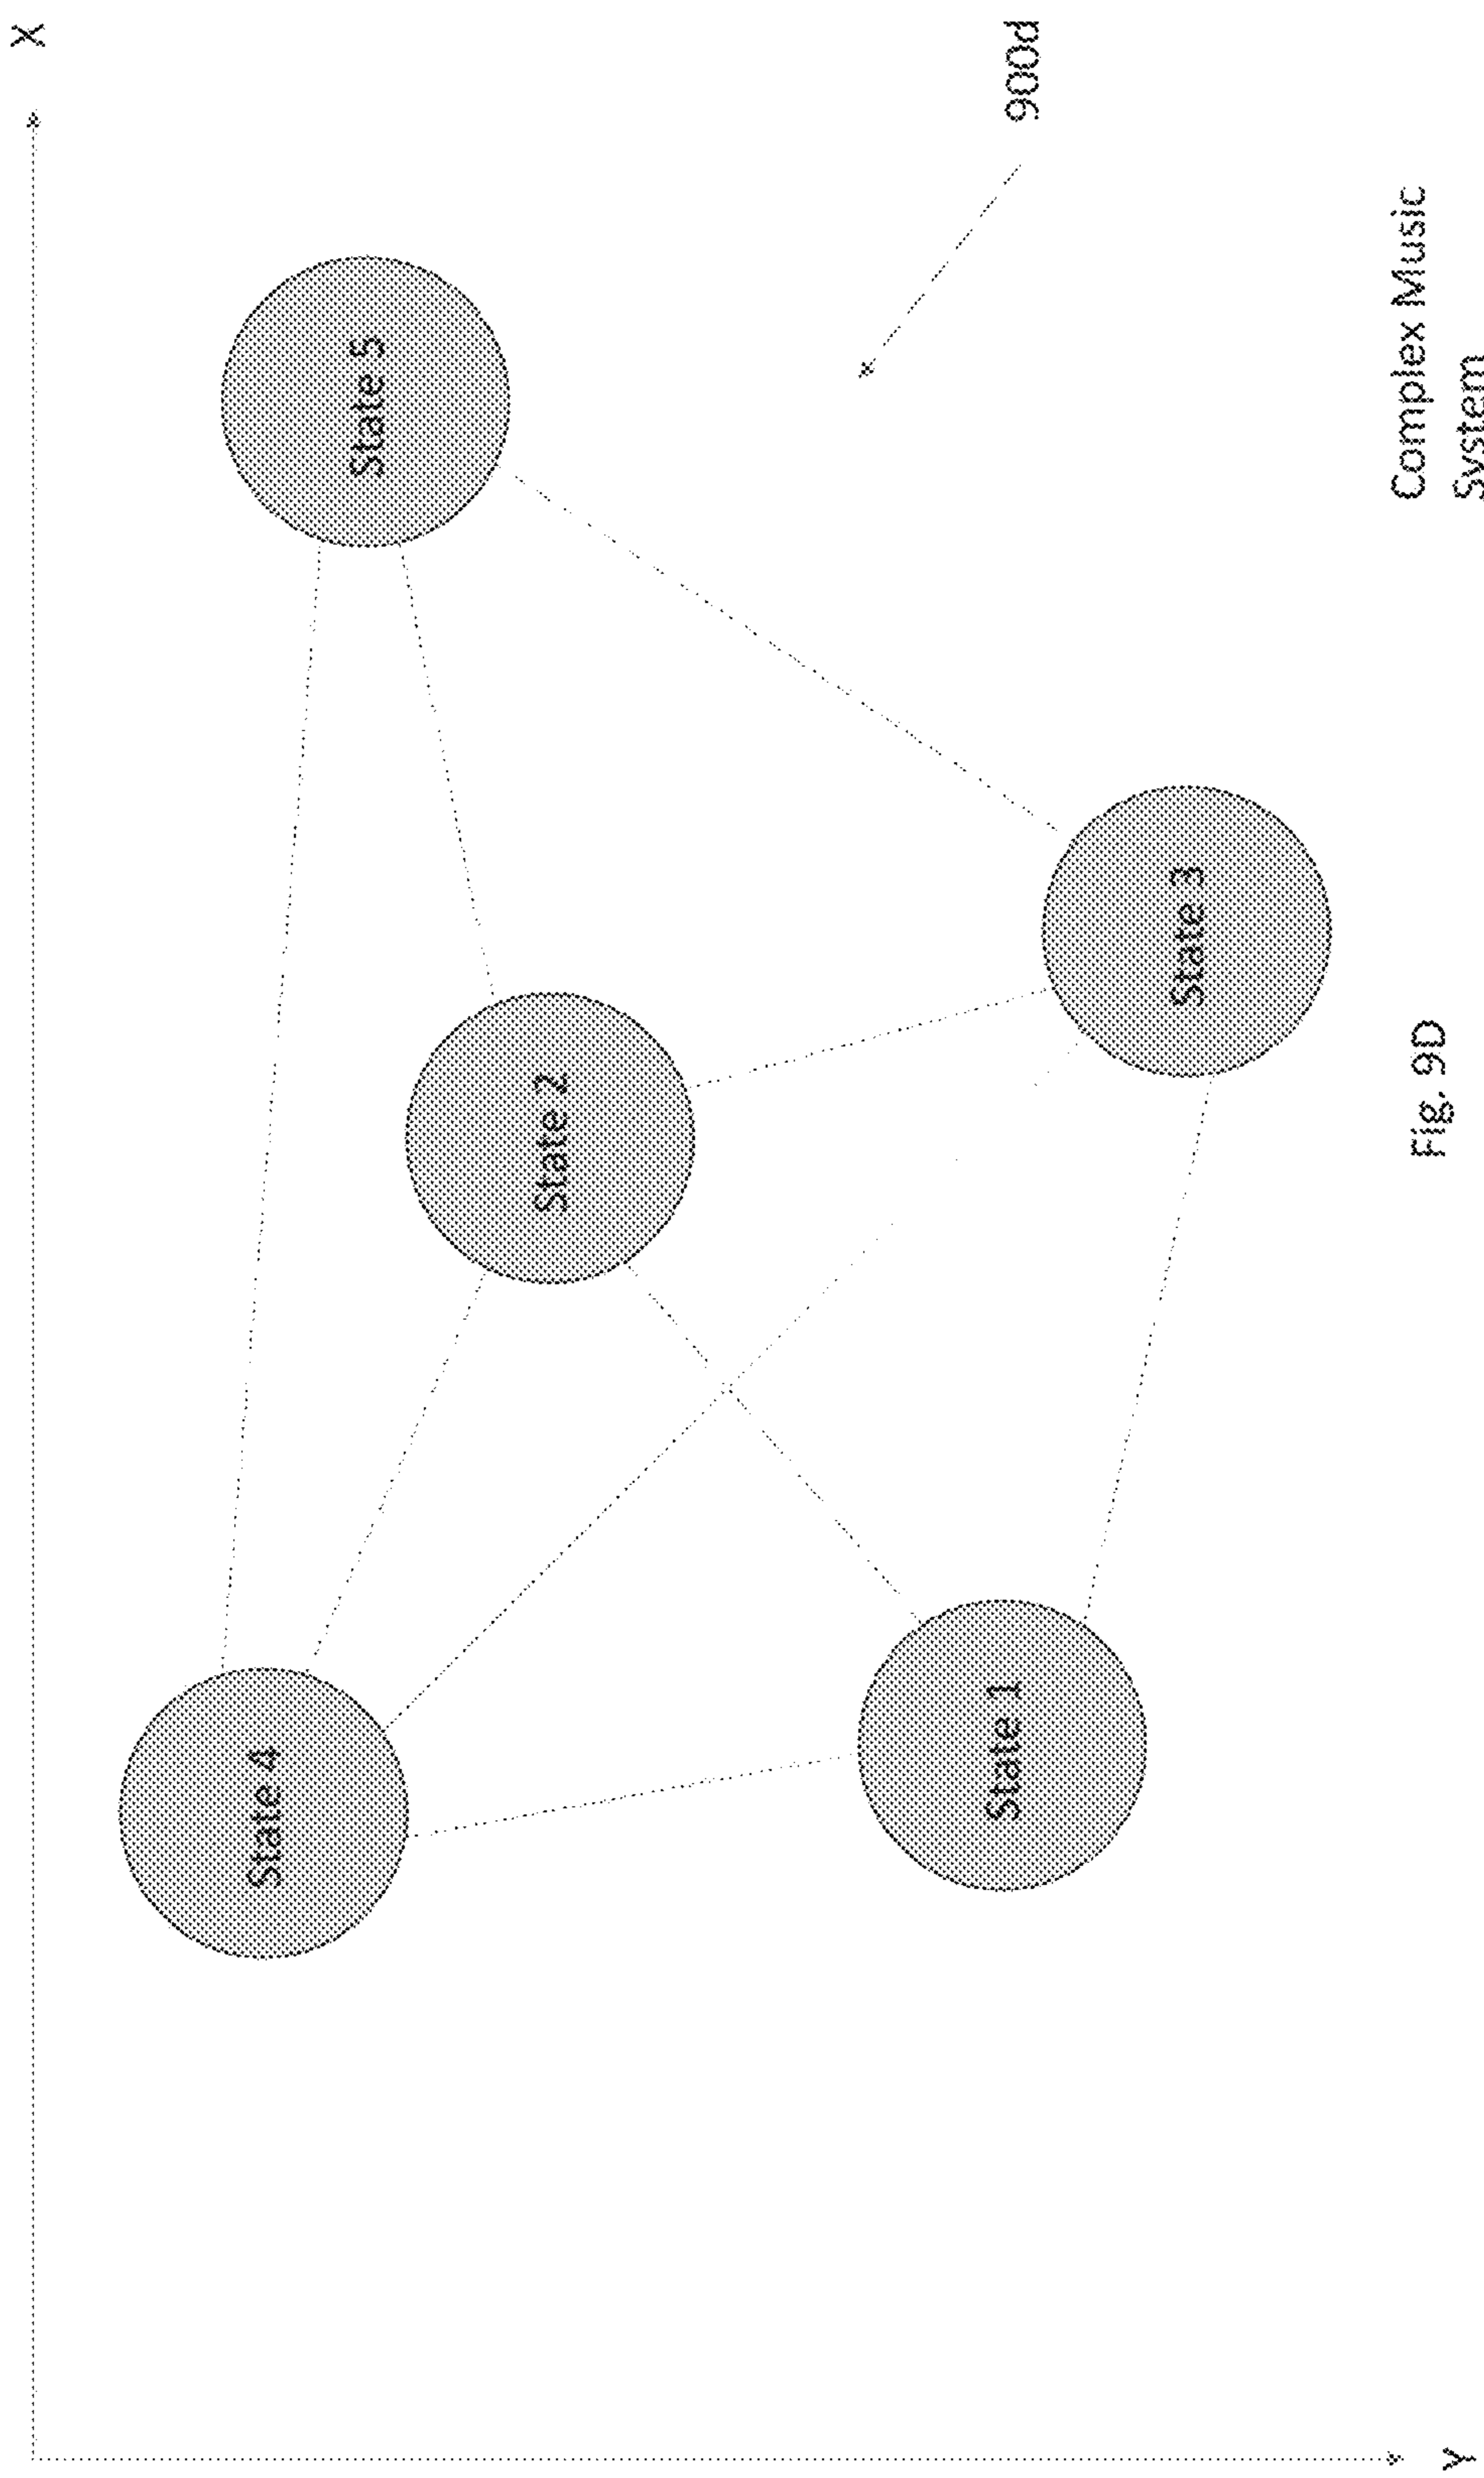 X
State 4
State 5
State 2
State 1
State 3
900d
Y
Fig. 9D
Complex Music
System